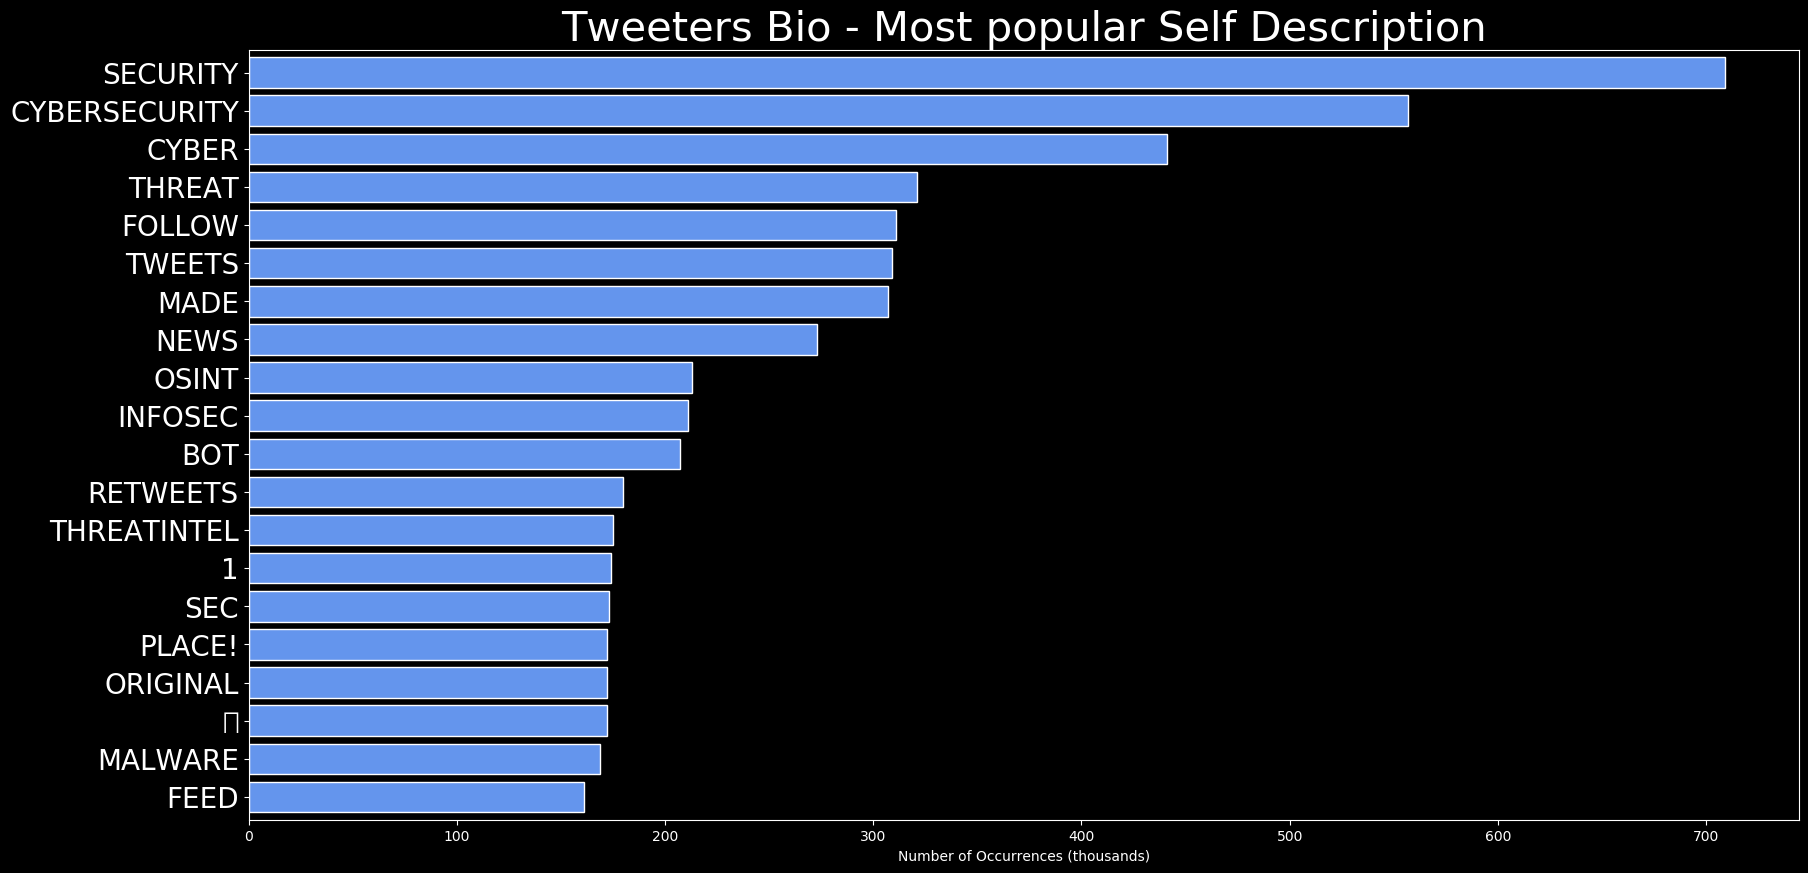 Tweeters Bio - Most popular Self Description
SECURITY
CYBERSECURITY
CYBER
THREAT
FOLLOW
TWEETS
MADE
NEWS
OSINT
INFOSEC
BOT
RETWEETS
THREATINTEL
1
SEC
PLACE!
ORIGINAL
MALWARE
FEED
0 100 200 300 400 500 600 700
Number of Occurrences (thousands)